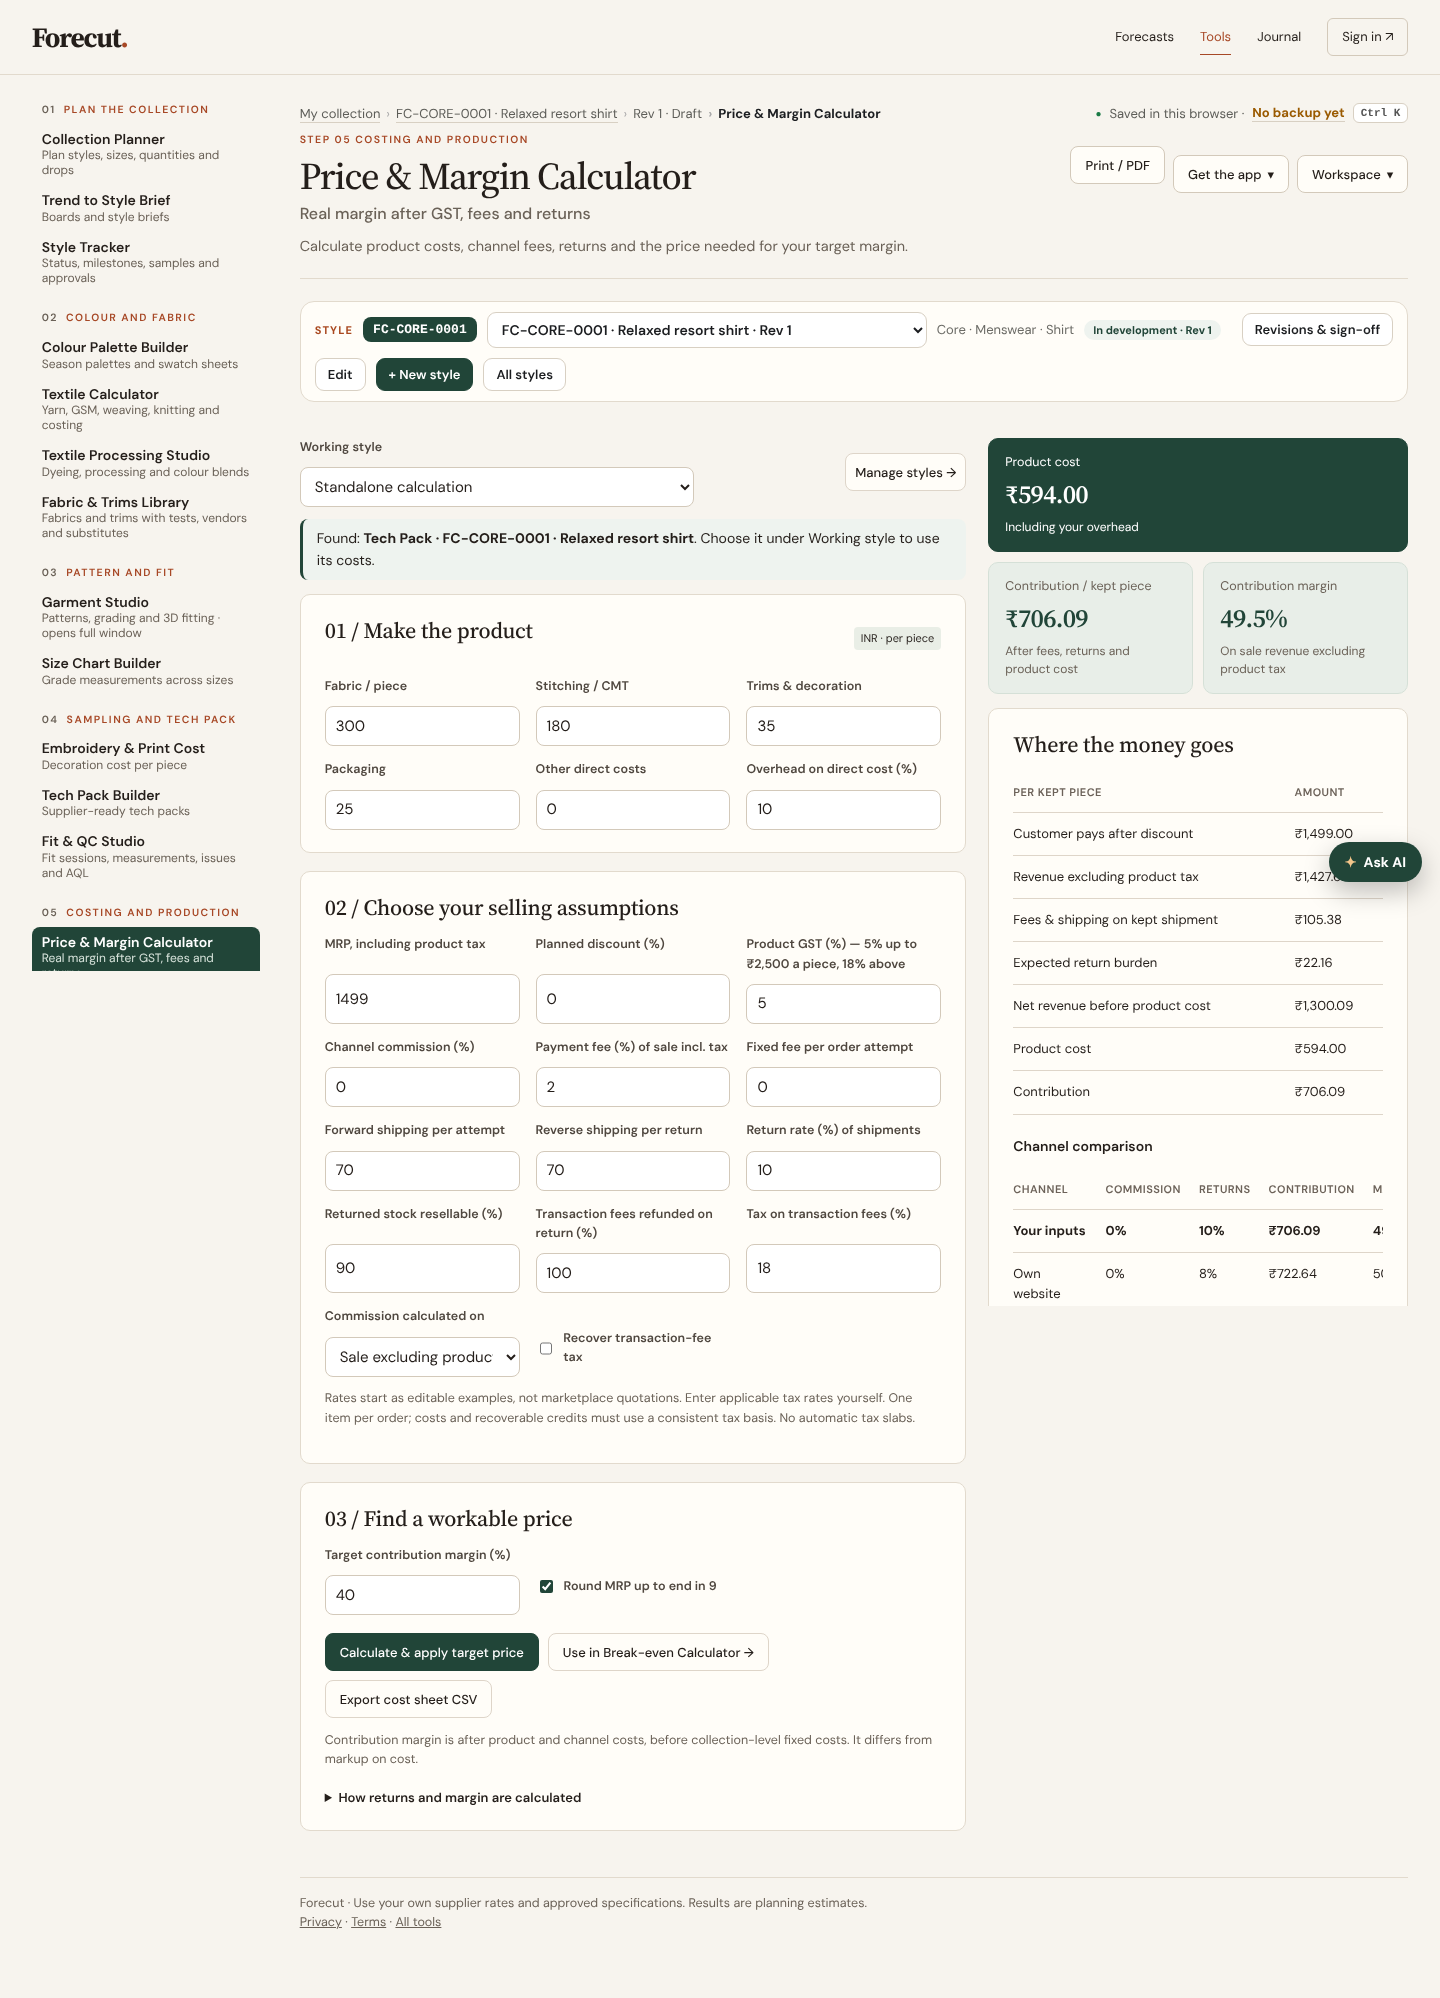 Forecut.
Forecasts
Tools
Journal
Sign in ↗
01 PLAN THE COLLECTION
Collection Planner
Plan styles, sizes, quantities and
drops
Trend to Style Brief
Boards and style briefs
Style Tracker
Status, milestones, samples and
approvals
02 COLOUR AND FABRIC
Colour Palette Builder
Season palettes and swatch sheets
Textile Calculator
Yarn, GSM, weaving, knitting and
costing
Textile Processing Studio
Dyeing, processing and colour blends
Fabric & Trims Library
Fabrics and trims with tests, vendors
and substitutes
03 PATTERN AND FIT
Garment Studio
Patterns, grading and 3D fitting ·
opens full window
Size Chart Builder
Grade measurements across sizes
04 SAMPLING AND TECH PACK
Embroidery & Print Cost
Decoration cost per piece
Tech Pack Builder
Supplier-ready tech packs
Fit & QC Studio
Fit sessions, measurements, issues
and AQL
05 COSTING AND PRODUCTION
Price & Margin Calculator
Real margin after GST, fees and
My collection › FC-CORE-0001 · Relaxed resort shirt › Rev 1 · Draft › Price & Margin Calculator
• Saved in this browser · No backup yet Ctrl K
STEP 05 COSTING AND PRODUCTION
Price & Margin Calculator
Print / PDF
Get the app ▾
Workspace ▾
Real margin after GST, fees and returns
Calculate product costs, channel fees, returns and the price needed for your target margin.
STYLE FC-CORE-0001 FC-CORE-0001 · Relaxed resort shirt · Rev 1 Core · Menswear · Shirt In development · Rev 1 Revisions & sign-off
Edit + New style All styles
Working style
Standalone calculation
Manage styles →
Found: Tech Pack · FC-CORE-0001 · Relaxed resort shirt. Choose it under Working style to use
its costs.
01 / Make the product
INR · per piece
Fabric / piece Stitching / CMT Trims & decoration
300 180 35
Packaging Other direct costs Overhead on direct cost (%)
25 0 10
02 / Choose your selling assumptions
MRP, including product tax Planned discount (%) Product GST (%) — 5% up to
₹2,500 a piece, 18% above
1499 0 5
Channel commission (%) Payment fee (%) of sale incl. tax Fixed fee per order attempt
0 2 0
Forward shipping per attempt Reverse shipping per return Return rate (%) of shipments
70 70 10
Returned stock resellable (%) Transaction fees refunded on Tax on transaction fees (%)
return (%)
90 100 18
Commission calculated on
Sale excluding produc
Recover transaction-fee
tax
Rates start as editable examples, not marketplace quotations. Enter applicable tax rates yourself. One
item per order; costs and recoverable credits must use a consistent tax basis. No automatic tax slabs.
03 / Find a workable price
Target contribution margin (%)
40
Round MRP up to end in 9
Calculate & apply target price
Use in Break-even Calculator →
Export cost sheet CSV
Contribution margin is after product and channel costs, before collection-level fixed costs. It differs from
markup on cost.
▶ How returns and margin are calculated
Product cost
₹594.00
Including your overhead
Contribution / kept piece
₹706.09
After fees, returns and
product cost
Contribution margin
49.5%
On sale revenue excluding
product tax
Where the money goes
PER KEPT PIECE AMOUNT
Customer pays after discount ₹1,499.00
Revenue excluding product tax
Ask AI
Fees & shipping on kept shipment ₹105.38
Expected return burden ₹22.16
Net revenue before product cost ₹1,300.09
Product cost ₹594.00
Contribution ₹706.09
Channel comparison
CHANNEL COMMISSION RETURNS CONTRIBUTION
Your inputs 0% 10% ₹706.09
Own 0% 8% ₹722.64
website
Forecut · Use your own supplier rates and approved specifications. Results are planning estimates.
Privacy · Terms · All tools